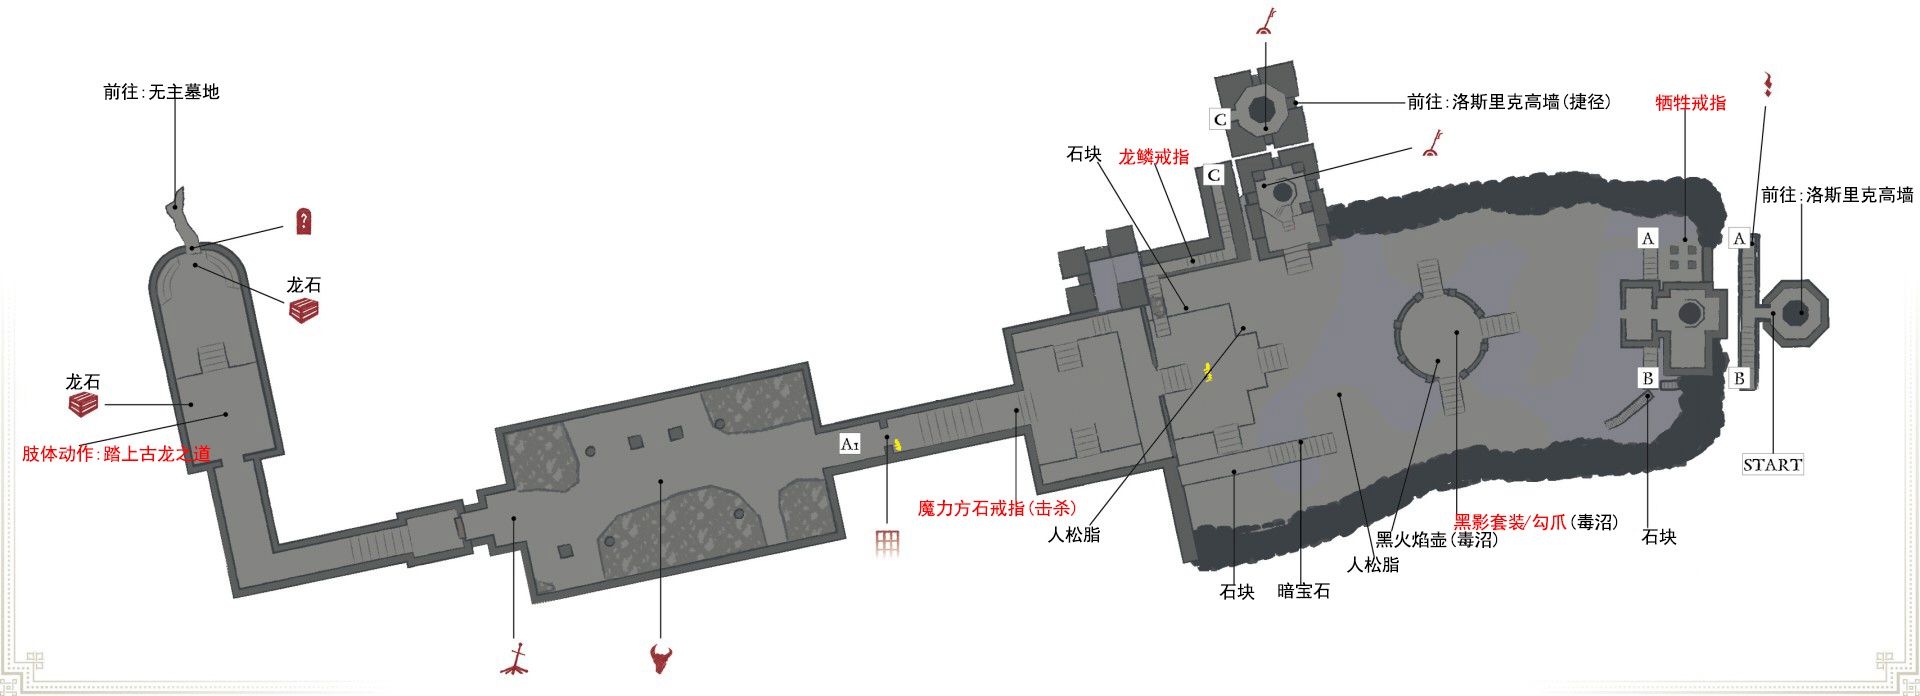 前往:无主墓地
龙石
龙石
肢体动作:踏上古龙之道
A1
魔力方石戒指(击杀)
人松脂
石块
龙鳞戒指
C
C
前往:洛斯里克高墙(捷径)
牺牲戒指
前往:洛斯里克高墙
A
A
B
B
START
黑影套装/勾爪(毒沼)
黑火焰壶(毒沼)
人松脂
石块
石块
暗宝石
?